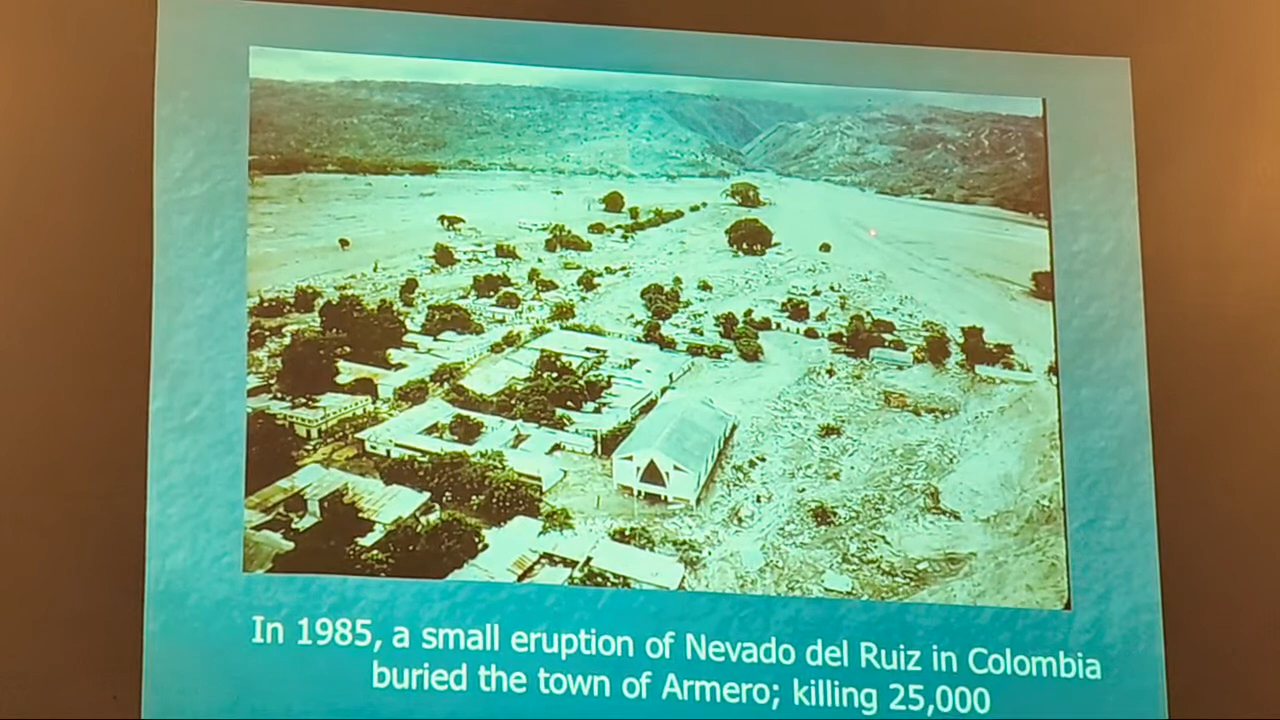 In 1985, a small eruption of Nevado del Ruiz in Colombia
buried the town of Armero; killing 25,000